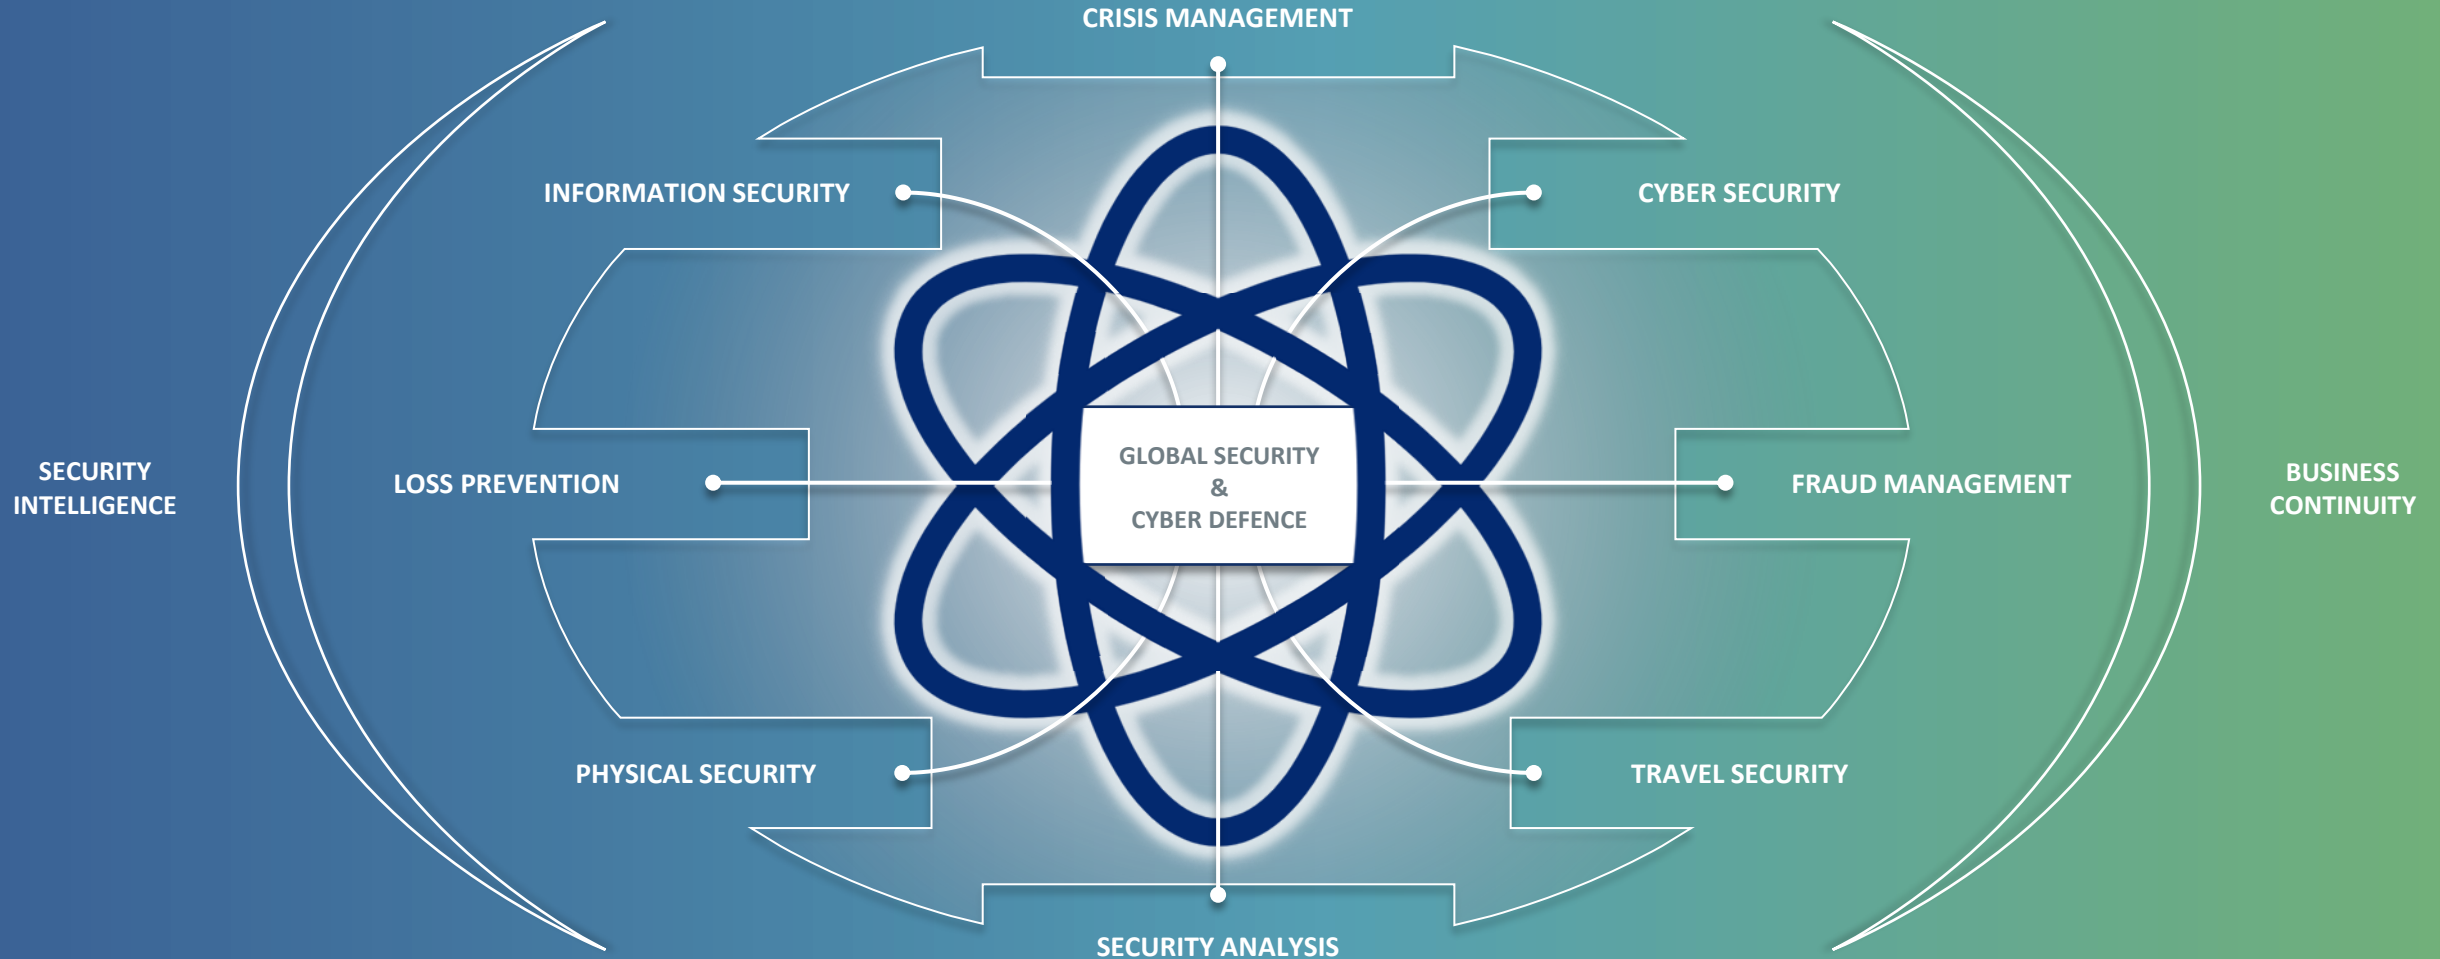 CRISIS MANAGEMENT
INFORMATION SECURITY
CYBER SECURITY
SECURITY
INTELLIGENCE
LOSS PREVENTION
GLOBAL SECURITY
&
CYBER DEFENCE
FRAUD MANAGEMENT
BUSINESS
CONTINUITY
PHYSICAL SECURITY
TRAVEL SECURITY
SECURITY ANALYSIS